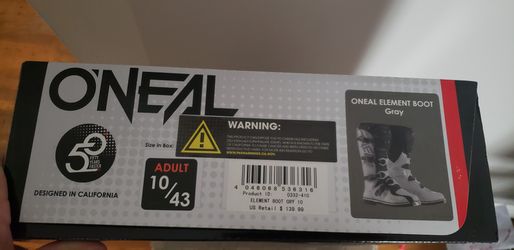 O'NEAL
50
DESIGNED IN CALIFORNIA
Size in Box:
ADULT
10/43
WARNING:
4 046068 536316
Product ID: 0332-410
ELEMENT BOOT GRY 10
US Retail $ 139.99
ONEAL ELEMENT BOOT
Gray